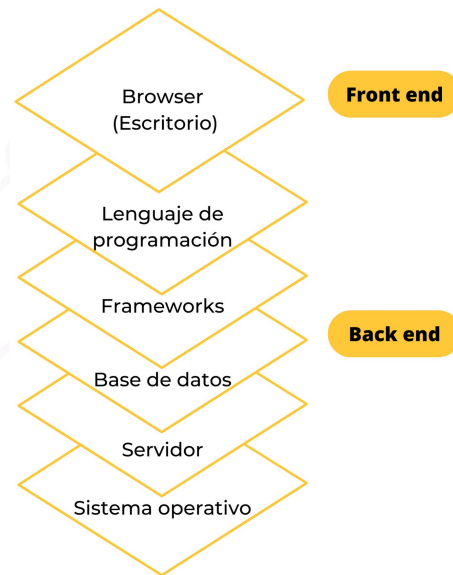 Browser
(Escritorio)
Front end
Lenguaje de
programación
Frameworks
Back end
Base de datos
Servidor
Sistema operativo